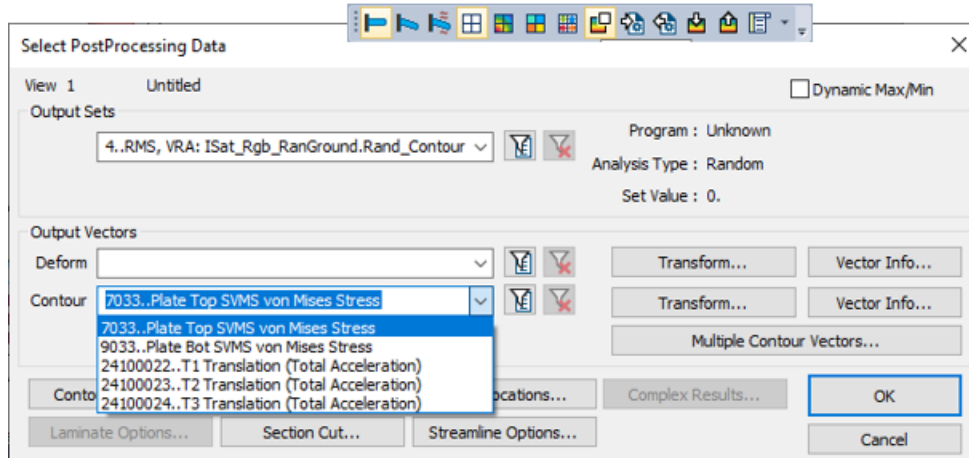 Select PostProcessing Data
View 1 Untitled
Dynamic Max/Min
Output Sets
4..RMS, VRA: ISat_Rgb_RanGround.Rand_Contour
Program : Unknown
Analysis Type : Random
Set Value : 0.
Output Vectors
Deform
Transform...
Vector Info...
Contour
7033..Plate Top SVMS von Mises Stress
Transform...
Vector Info...
7033..Plate Top SVMS von Mises Stress
9033..Plate Bot SVMS von Mises Stress
24100022..T1 Translation (Total Acceleration)
24100023..T2 Translation (Total Acceleration)
24100024..T3 Translation (Total Acceleration)
Multiple Contour Vectors...
Complex Results...
OK
Laminate Options...
Section Cut...
Streamline Options...
Cancel